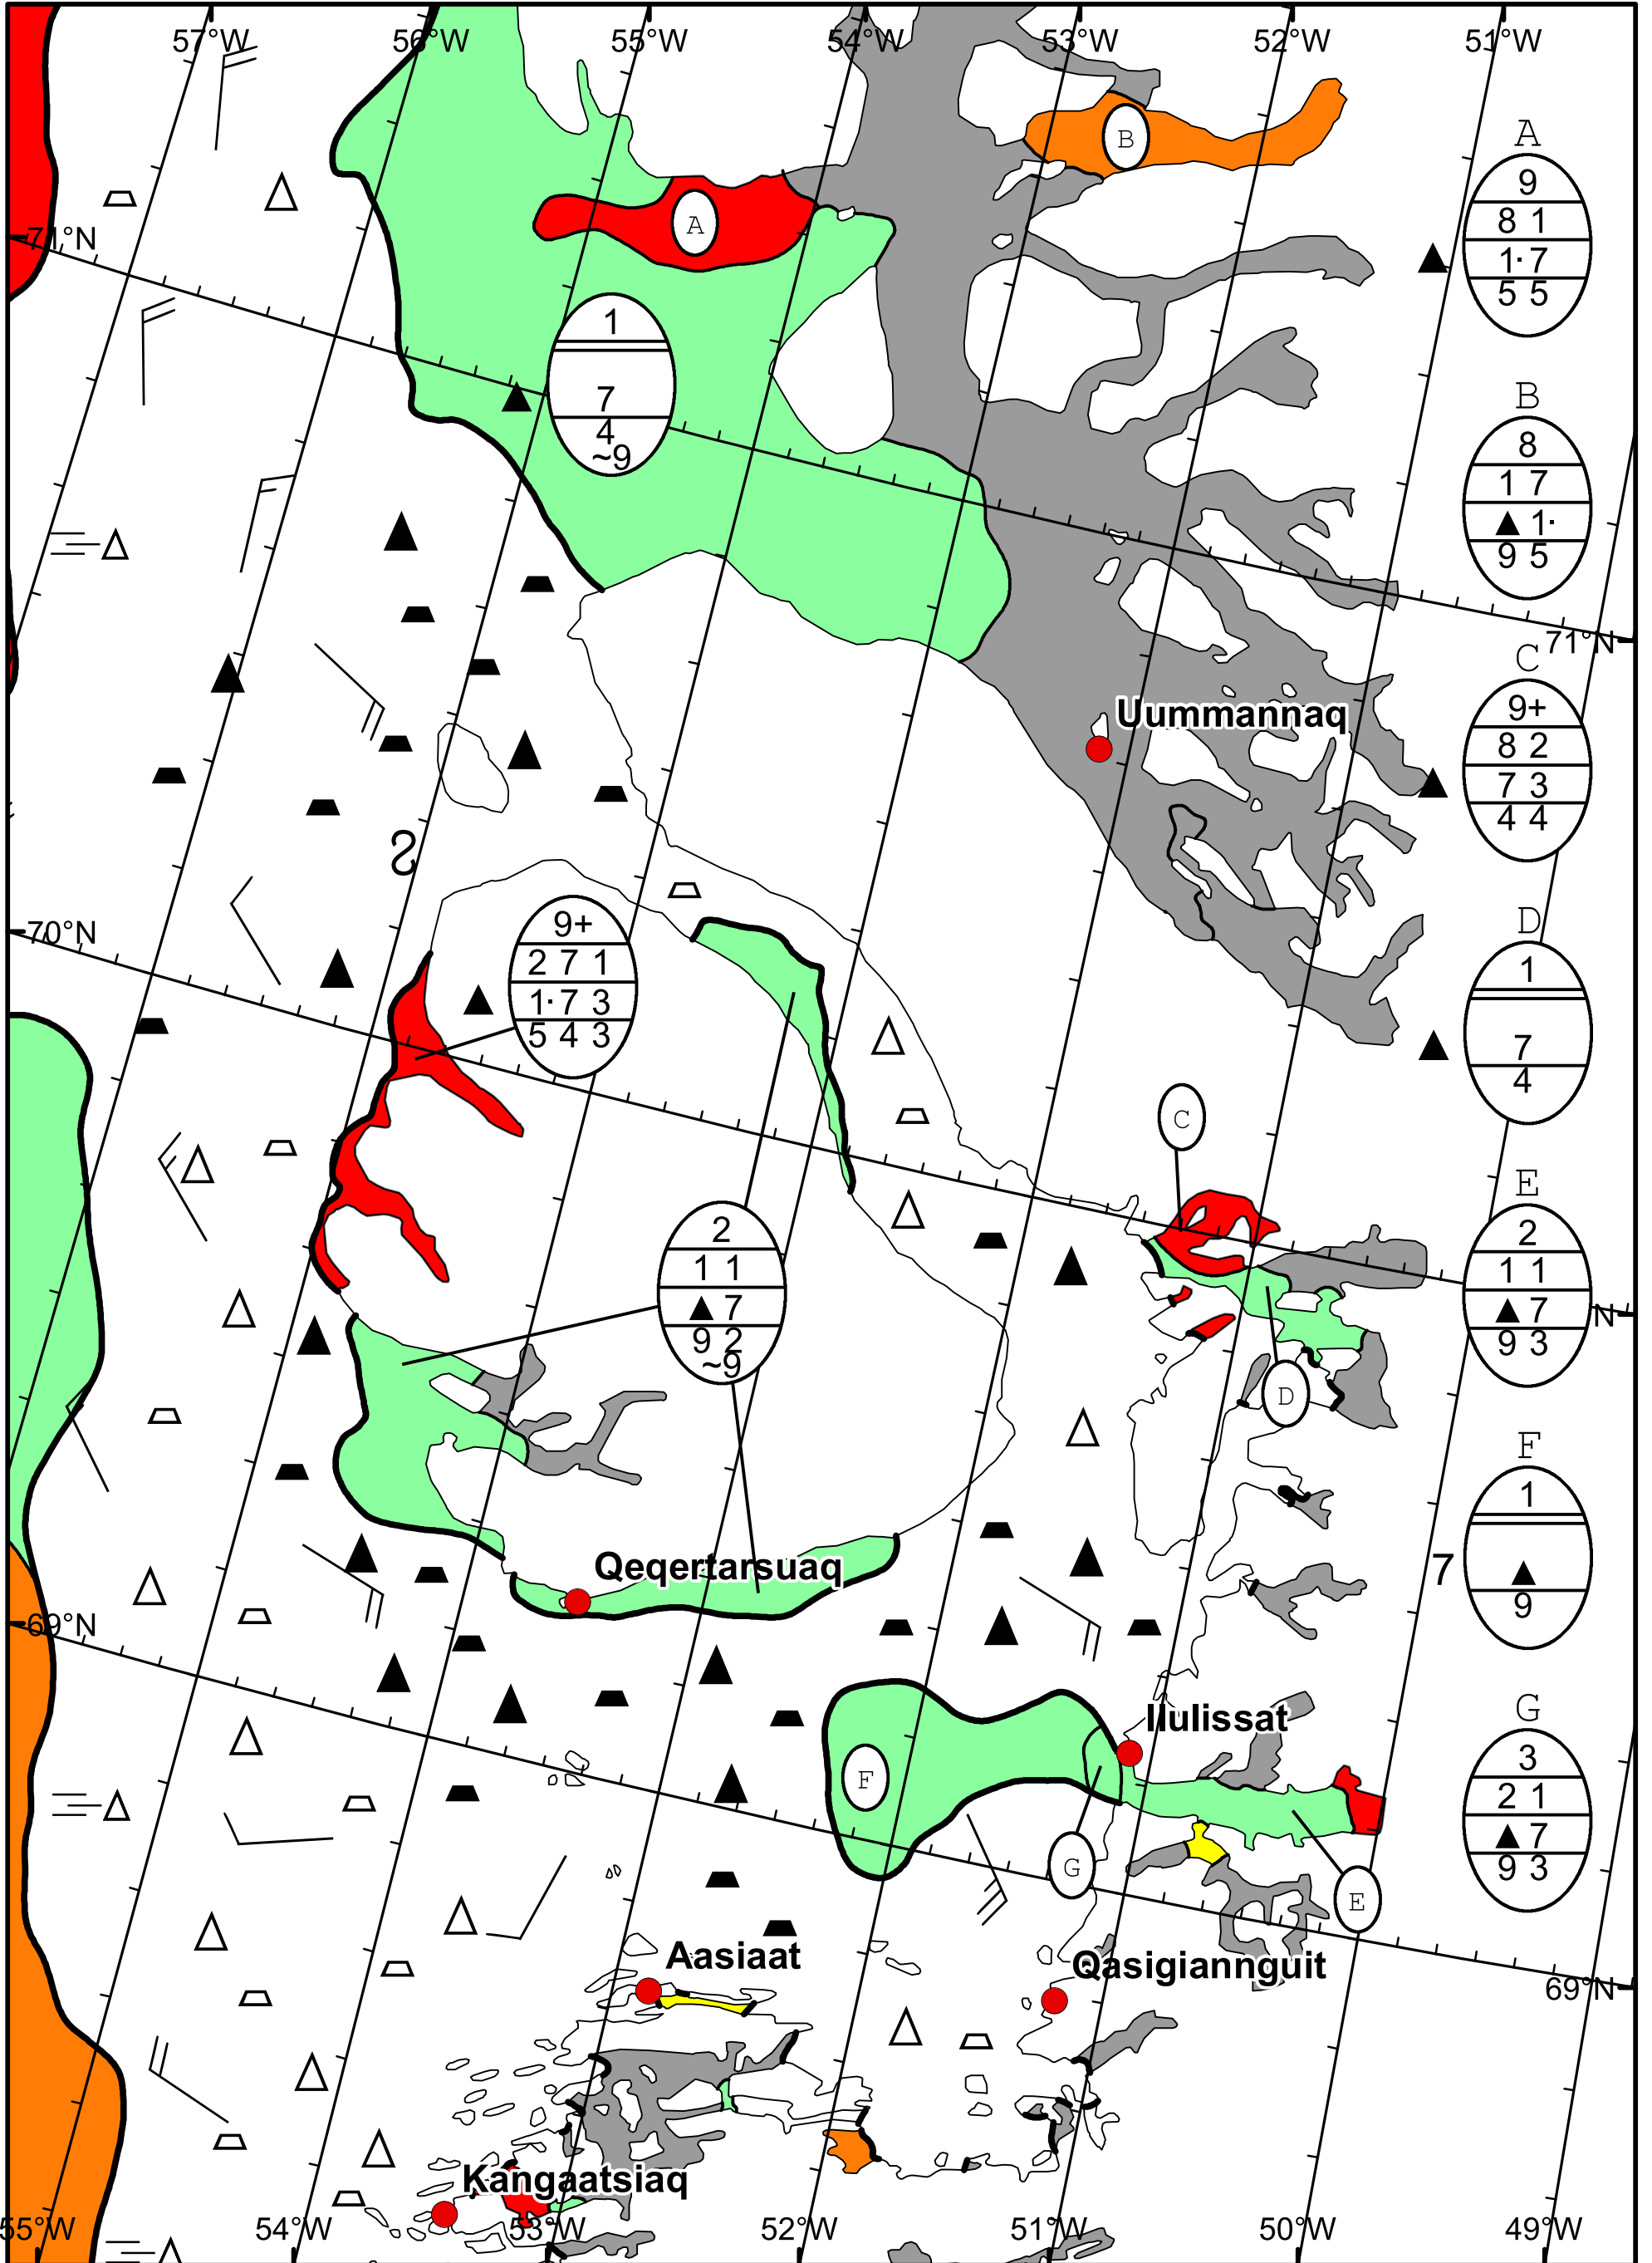 57°W 56°W 55°W 54°W 53°W 52°W 51°W
A
9
8 1
1· 7
5 5
B
A
71°N
1
7
4
~9
B
8
1 7
▲ 1·
9 5
71°N
C
9+
8 2
7 3
4 4
Uummannaq
70°N
9+
2 7 1
1· 7 3
5 4 3
D
1
7
4
C
2
1 1
▲ 7
9 2
~9
E
2
1 1
▲ 7
9 3
N
D
F
1
7
▲
9
Qeqertarsuaq
69°N
Ilulissat
F
G
3
2 1
▲ 7
9 3
G
E
Aasiaat
Qasigiannguit
69°N
Kangaatsiaq
55°W 54°W 53°W 52°W 51°W 50°W 49°W